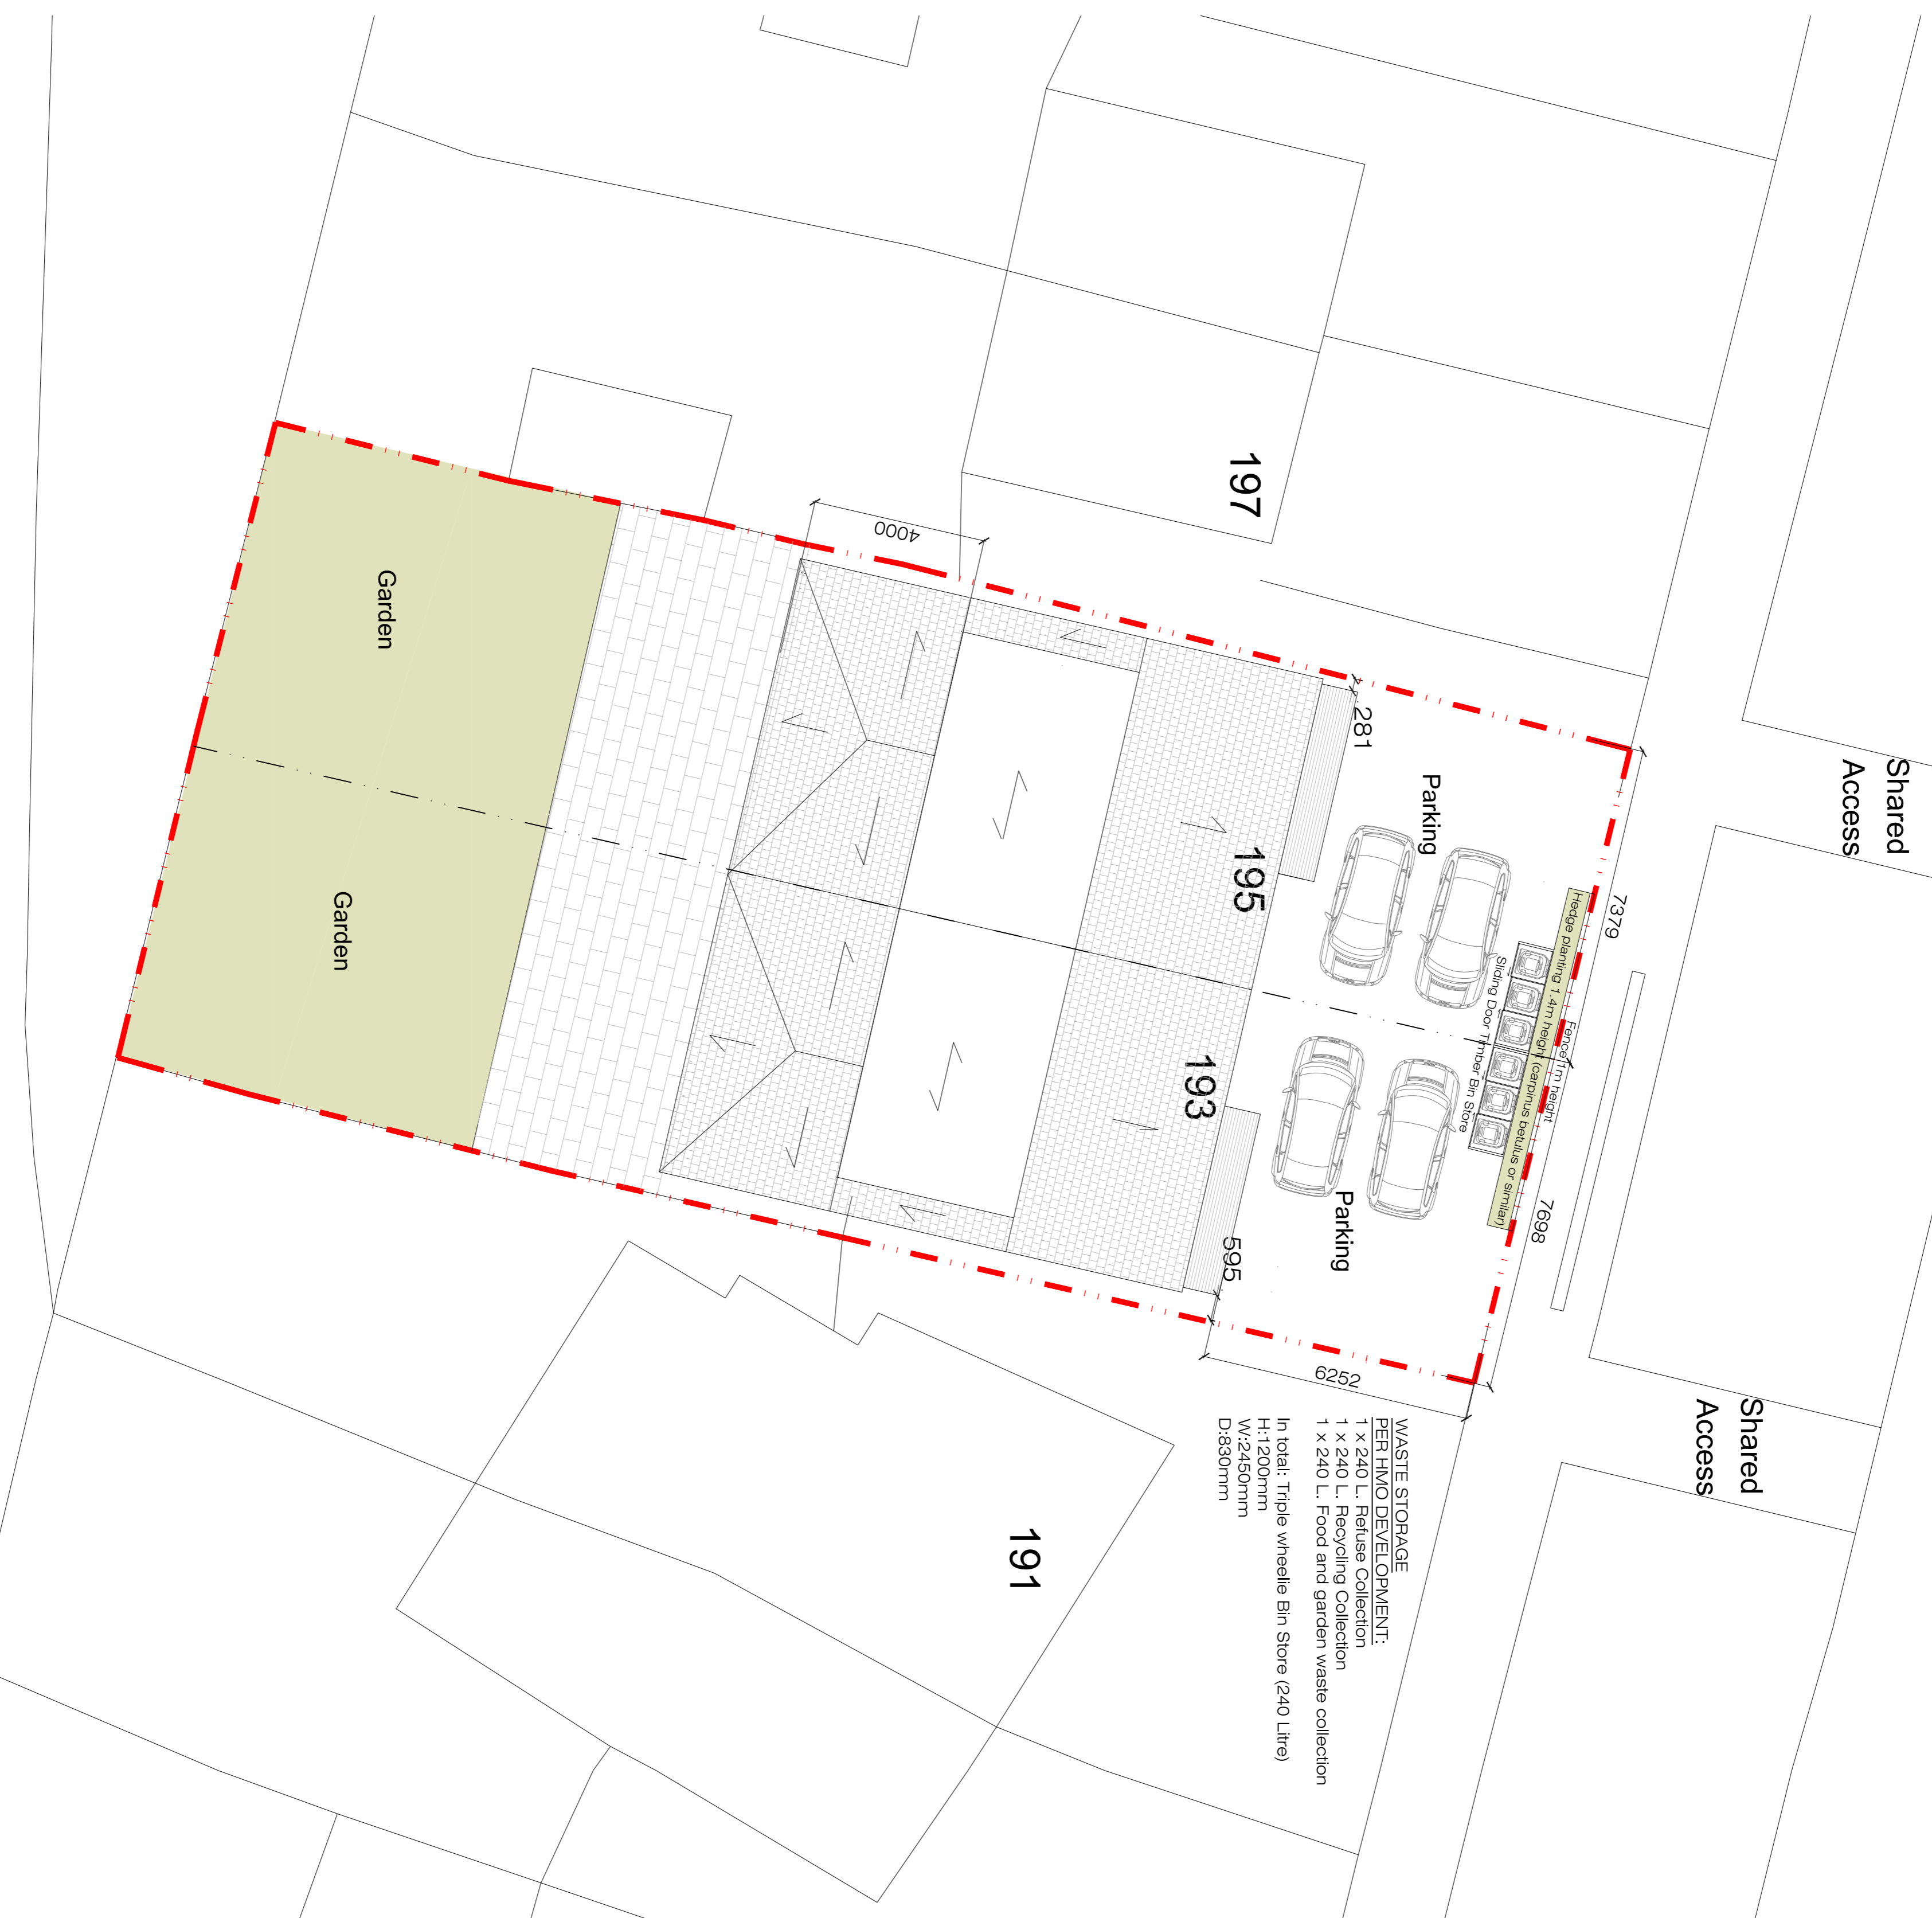 Shared
Access
Shared
Access
197
4000
281
Parking
7379
Hedge planting 1.4m height (carpinus betulus or similar)
Fence 1m height
Sliding Door Timber Bin Store
7698
195
193
Parking
595
6252
Garden
Garden
191
WASTE STORAGE
PER HMO DEVELOPMENT:
1 x 240 L. Refuse Collection
1 x 240 L. Recycling Collection
1 x 240 L. Food and garden waste collection
In total: Triple wheelie Bin Store (240 Litre)
H:1200mm
W:2450mm
D:830mm